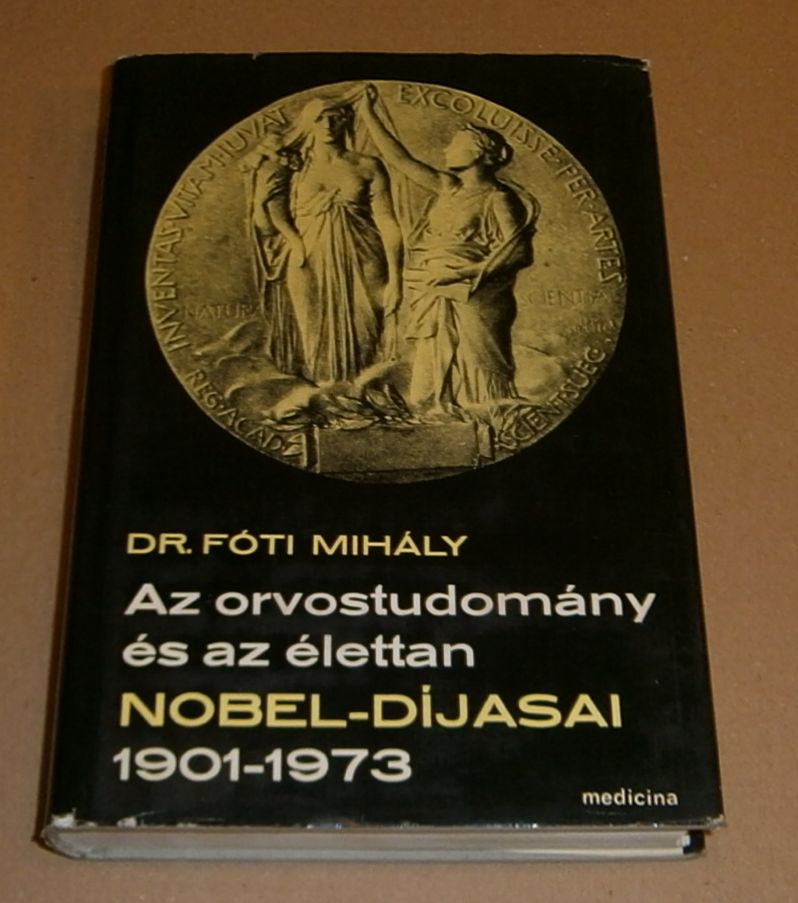 INVENTAS·VITAM·IUVAT
EXCOLUISSE·PER·ARTES
NATURA
SCIENTIA
REG·ACAD·
SCIENT·SUEC·
DR. FÓTI MIHÁLY
Az orvostudomány
és az élettan
NOBEL-DÍJASAI
1901-1973
medicina